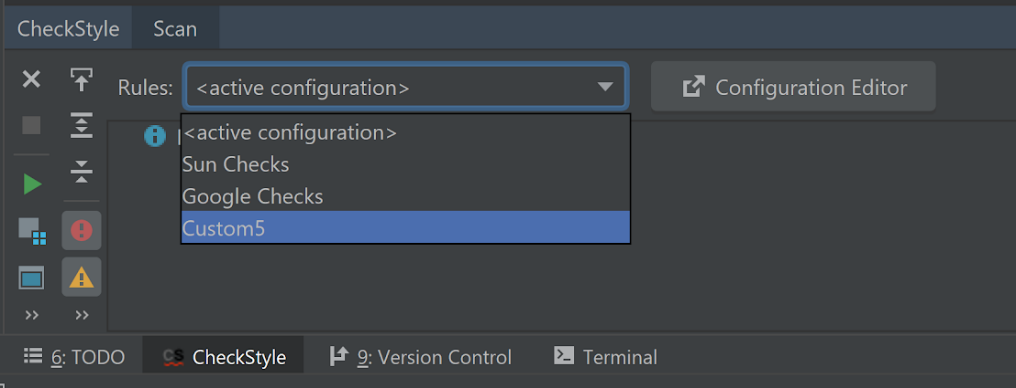 CheckStyle Scan
Rules: <active configuration> Configuration Editor
<active configuration>
Sun Checks
Google Checks
Custom5
6: TODO CS CheckStyle 9: Version Control Terminal